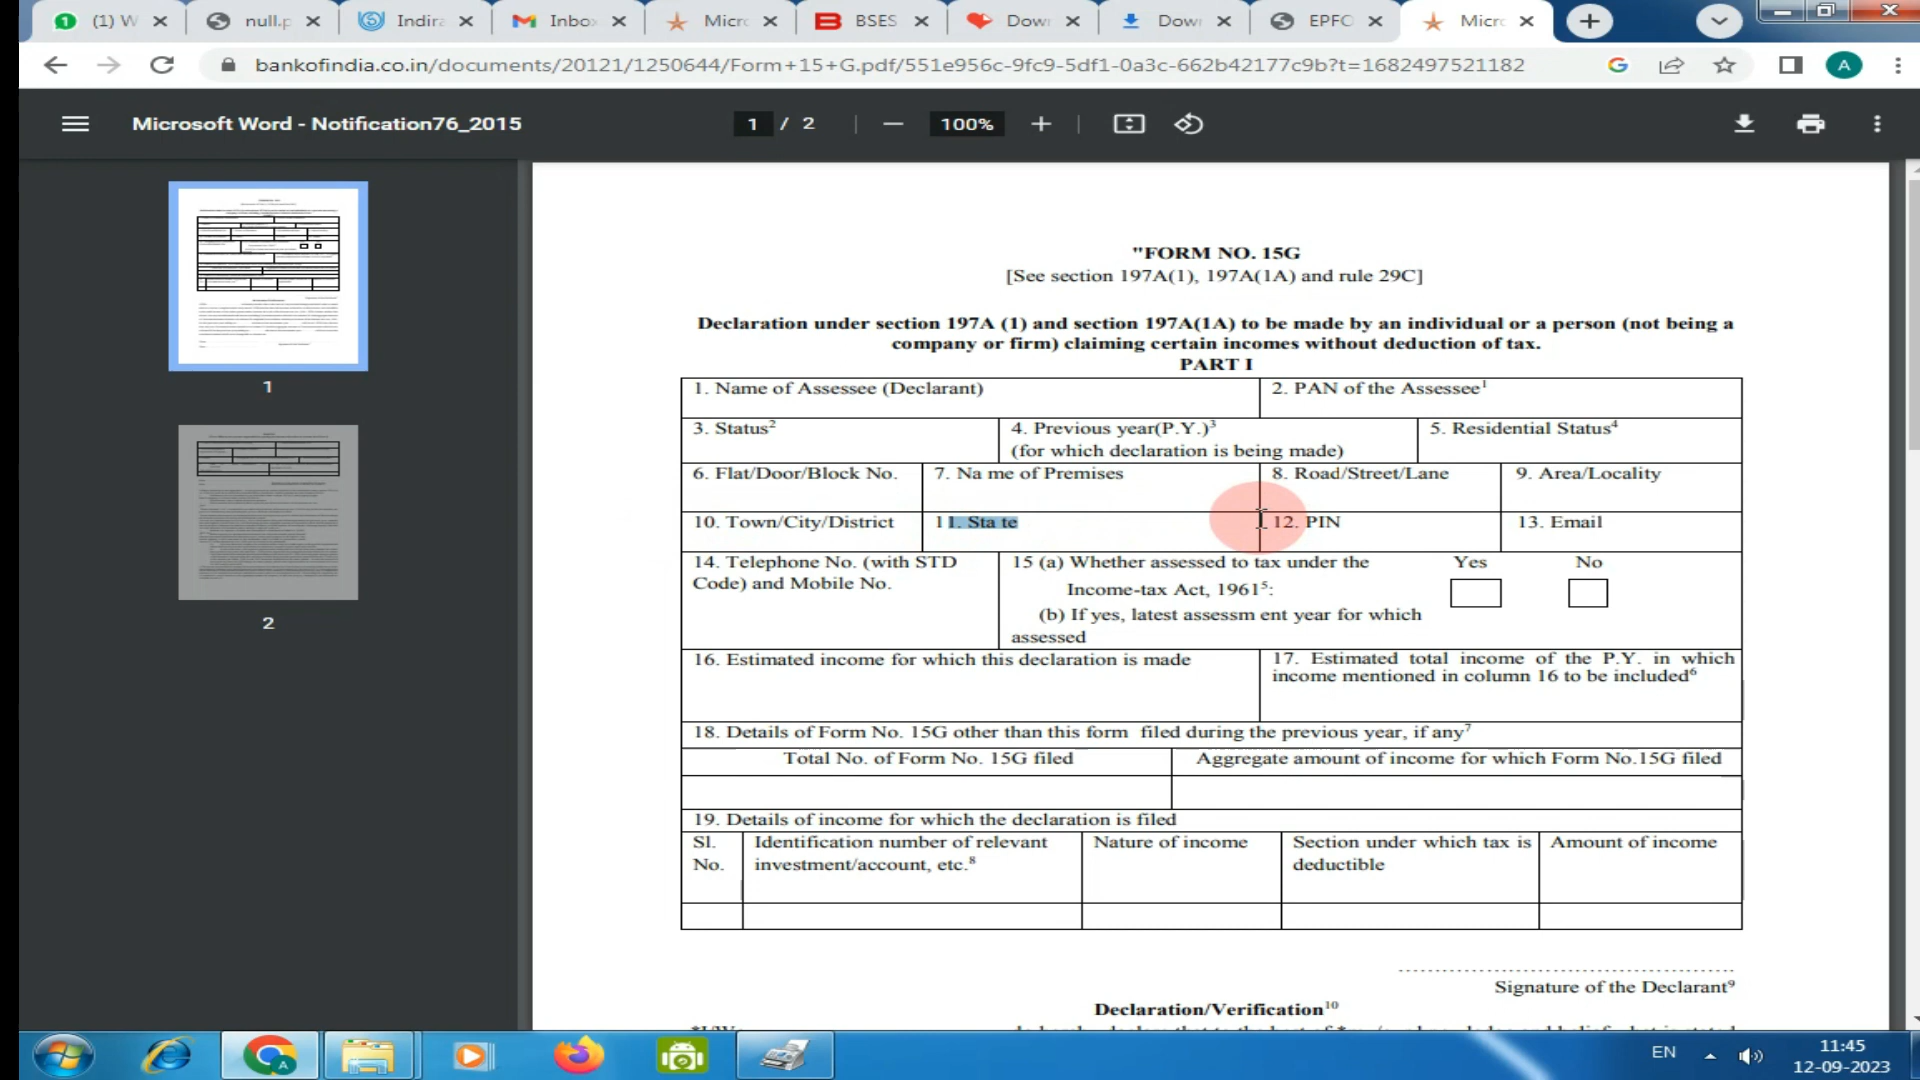 (1) W
null.p
Indira
Inbo
Micro
BSES
Down
Down
EPFO
Micro
bankofindia.co.in/documents/20121/1250644/Form+15+G.pdf/551e956c-9fc9-5df1-0a3c-662b42177c9b?t=1682497521182
A
Microsoft Word - Notification76_2015
1 / 2
100%
1
2
"FORM NO. 15G
[See section 197A(1), 197A(1A) and rule 29C]
Declaration under section 197A (1) and section 197A(1A) to be made by an individual or a person (not being a
company or firm) claiming certain incomes without deduction of tax.
PART I
1. Name of Assessee (Declarant)
2. PAN of the Assessee¹
3. Status²
4. Previous year(P.Y.)³
(for which declaration is being made)
5. Residential Status⁴
6. Flat/Door/Block No.
7. Na me of Premises
8. Road/Street/Lane
9. Area/Locality
10. Town/City/District
11. Sta te
12. PIN
13. Email
14. Telephone No. (with STD
Code) and Mobile No.
15 (a) Whether assessed to tax under the
Income-tax Act, 1961⁵:
(b) If yes, latest assessm ent year for which
assessed
Yes
No
16. Estimated income for which this declaration is made
17. Estimated total income of the P.Y. in which
income mentioned in column 16 to be included⁶
18. Details of Form No. 15G other than this form filed during the previous year, if any⁷
Total No. of Form No. 15G filed
Aggregate amount of income for which Form No.15G filed
19. Details of income for which the declaration is filed
Sl.
No.
Identification number of relevant
investment/account, etc.⁸
Nature of income
Section under which tax is
deductible
Amount of income
Signature of the Declarant⁹
Declaration/Verification¹⁰
EN
11:45
12-09-2023